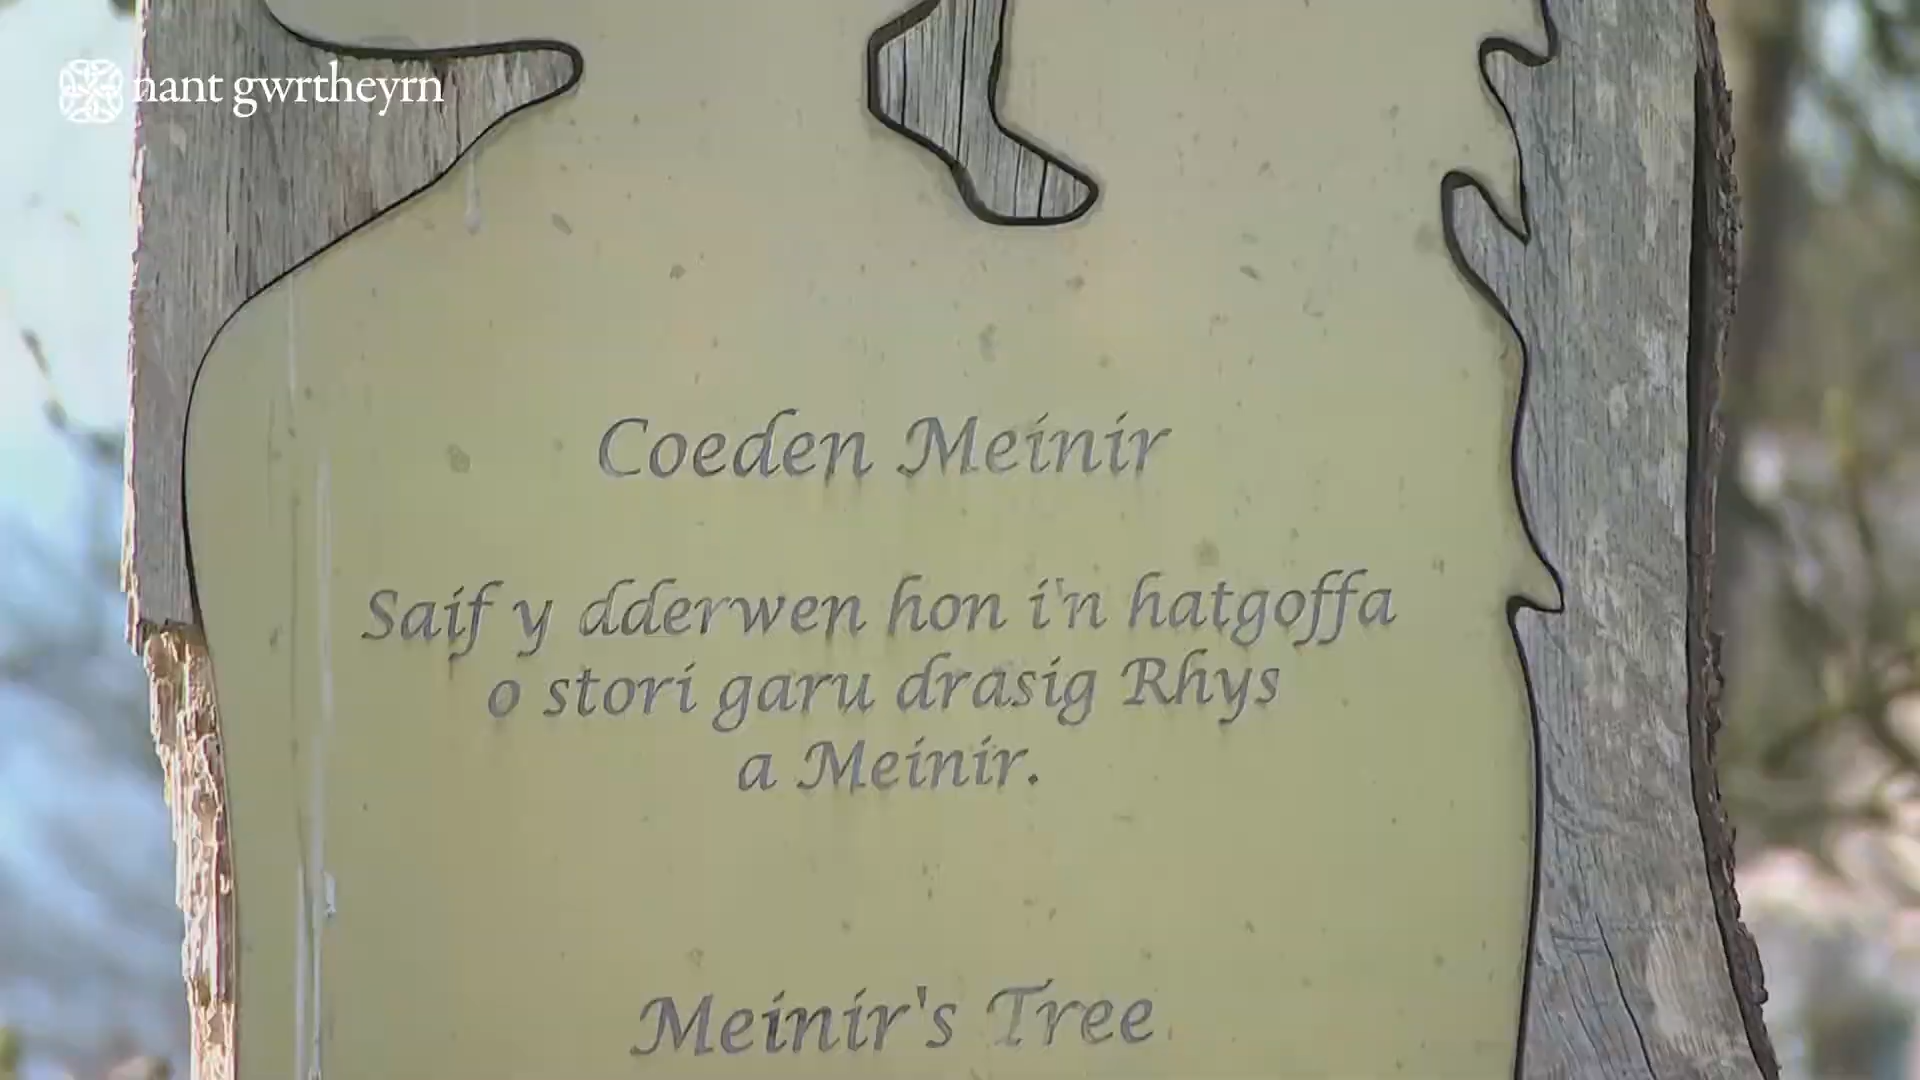 nant gwrtheyrn
Coeden Meinir
Saif y dderwen hon i'n hatgoffa
o stori garu drasig Rhys
a Meinir.
Meinir's Tree